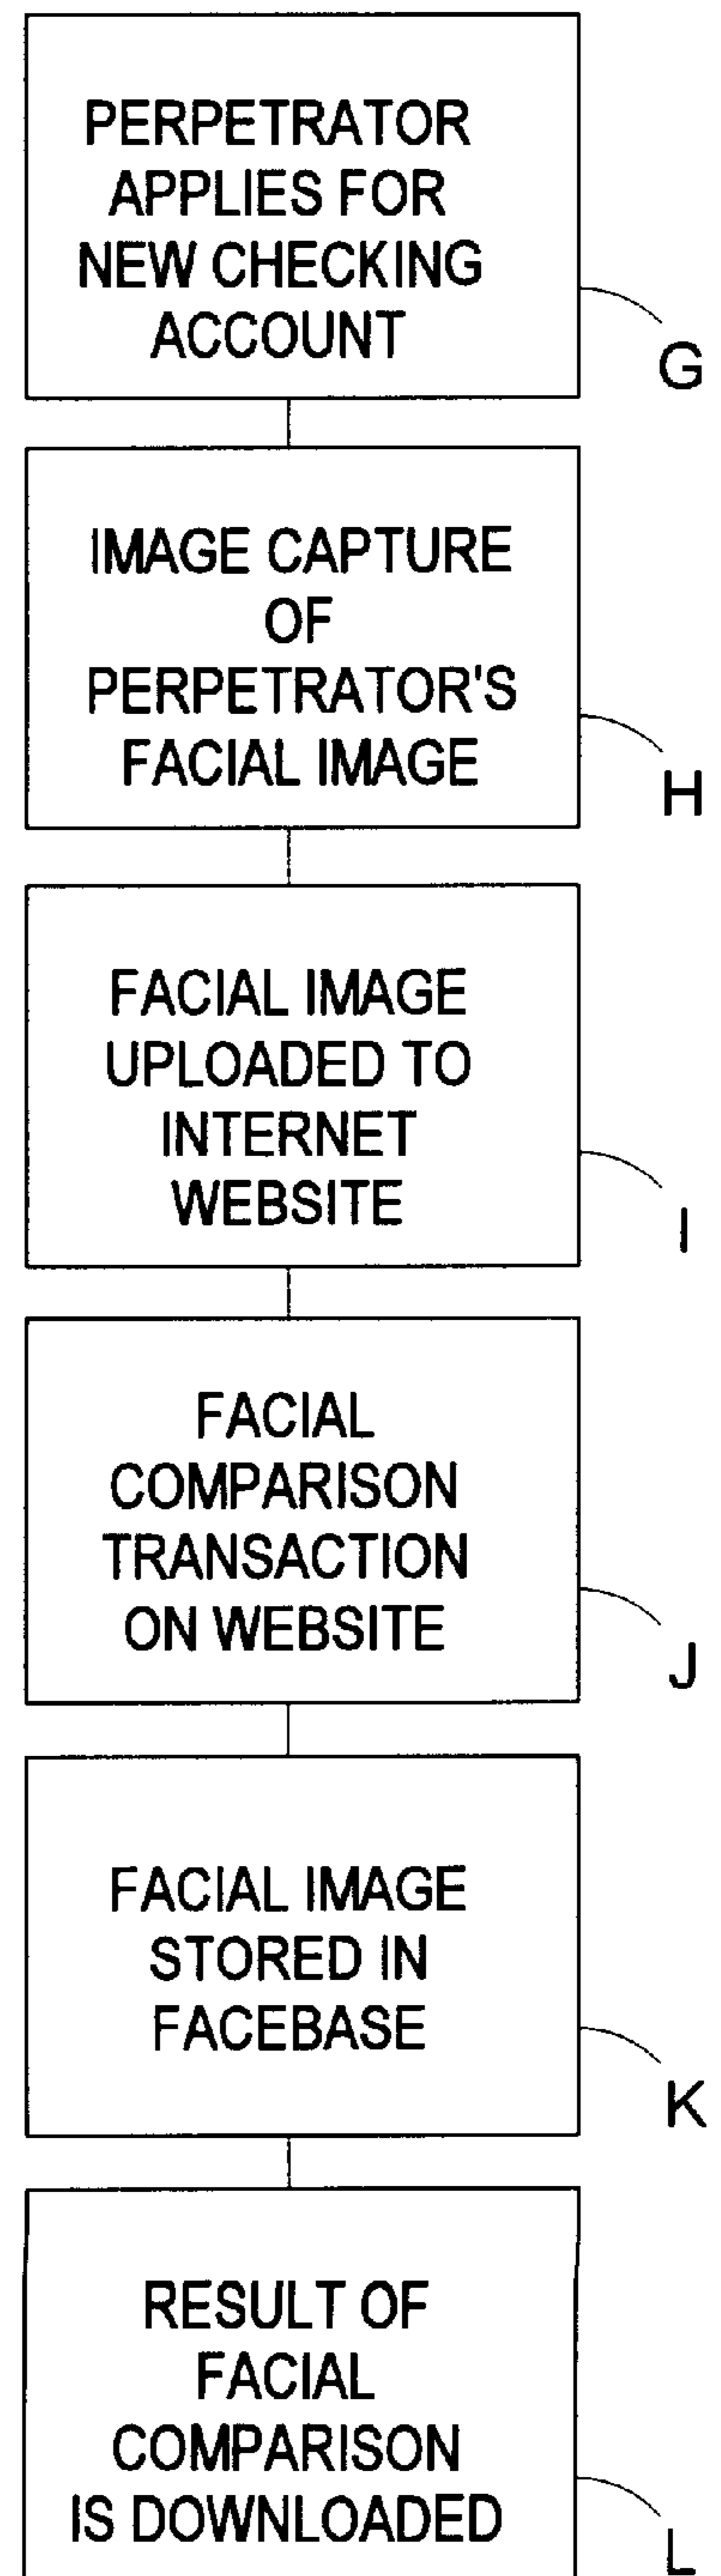 PERPETRATOR
APPLIES FOR
NEW CHECKING
ACCOUNT
G
IMAGE CAPTURE
OF
PERPETRATOR'S
FACIAL IMAGE
H
FACIAL IMAGE
UPLOADED TO
INTERNET
WEBSITE
I
FACIAL
COMPARISON
TRANSACTION
ON WEBSITE
J
FACIAL IMAGE
STORED IN
FACEBASE
K
RESULT OF
FACIAL
COMPARISON
IS DOWNLOADED
L